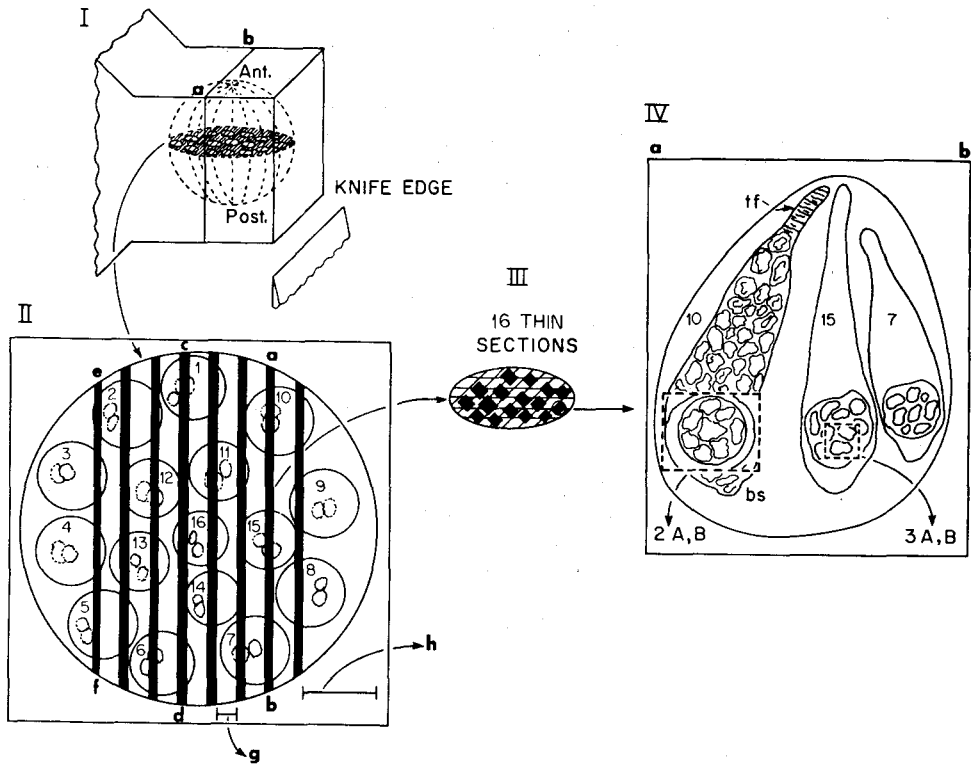 I
b
Ant.
a
Post.
KNIFE EDGE
II
c
a
e
1
2
10
3
11
12
9
4
16
15
13
8
14
5
7
6
f
b
d
h
g
III
16 THIN
SECTIONS
IV
a
b
tf
10
15
7
bs
2 A, B
3 A, B